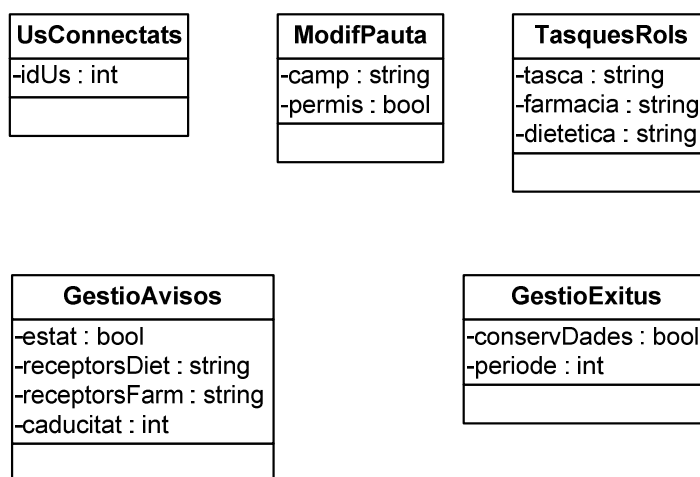 UsConnectats
-idUs : int
ModifPauta
-camp : string
-permis : bool
TasquesRols
-tasca : string
-farmacia : string
-dietetica : string
GestioAvisos
-estat : bool
-receptorsDiet : string
-receptorsFarm : string
-caducitat : int
GestioExitus
-conservDades : bool
-periode : int